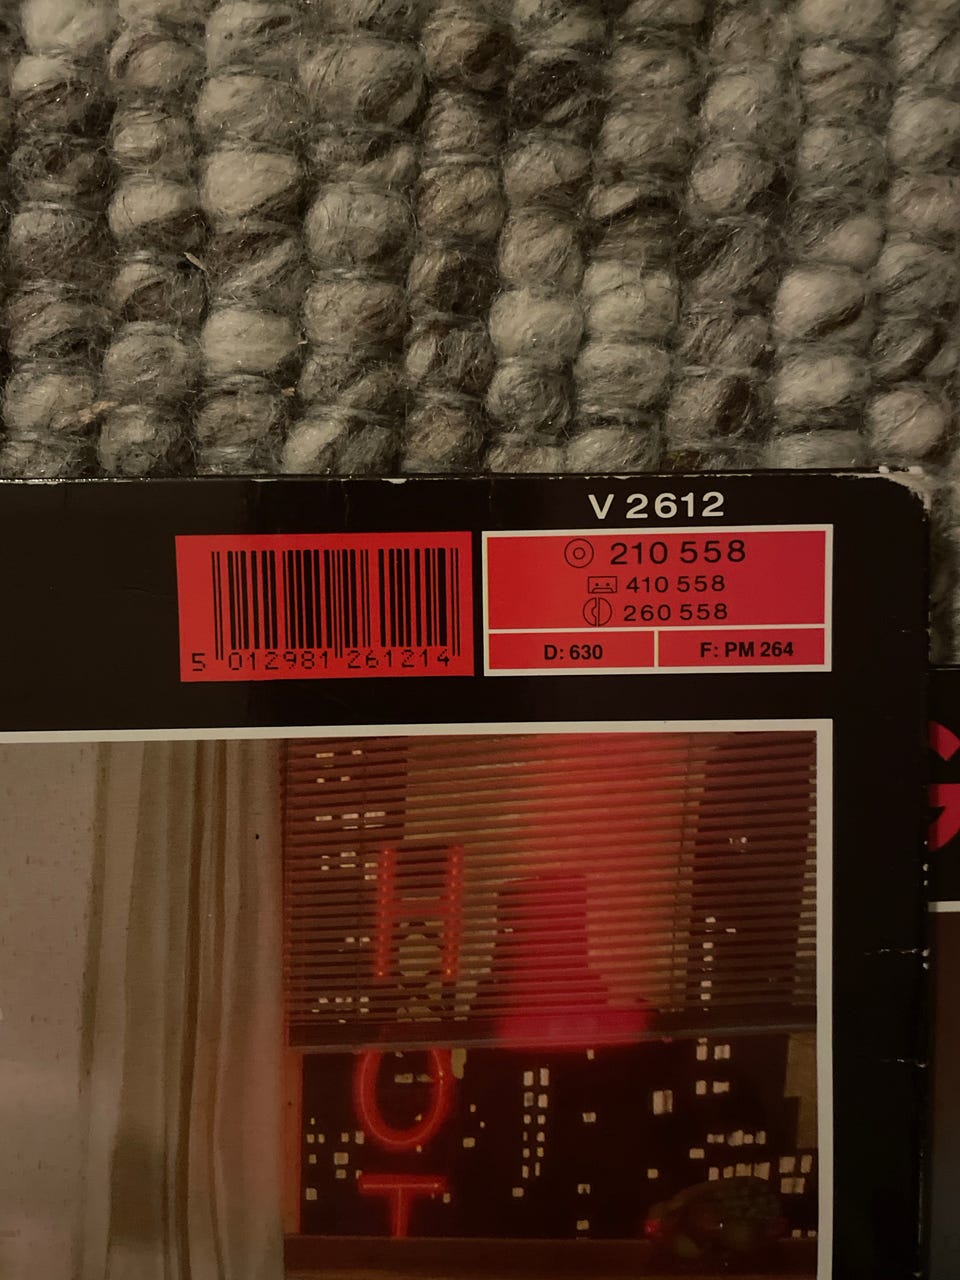 V 2612
210 558
410 558
260 558
D: 630
F: PM 264
5 012981 261214
H
O
T